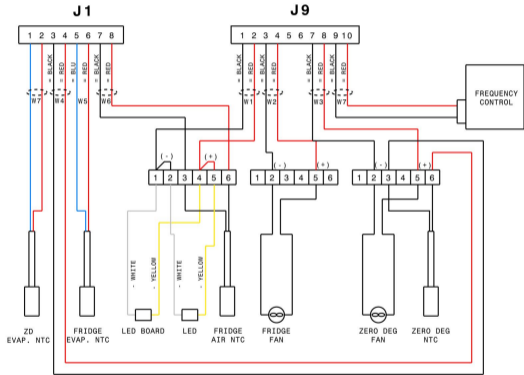 J1
J9
1 2 3 4 5 6 7 8
1 2 3 4 5 6 7 8 9 10
= BLACK
= RED
= BLU
= RED
= BLACK
= RED
= BLACK
= RED
= BLACK
= RED
= BLACK
= RED
= BLACK
= RED
W7 W4 W5 W6
W1 W2 W3 W7
FREQUENCY
CONTROL
(-) (+)
(-) (+)
(-) (+)
1 2 3 4 5 6
1 2 3 4 5 6
1 2 3 4 5 6
- WHITE
- YELLOW
- WHITE
- YELLOW
ZD
EVAP. NTC
FRIDGE
EVAP. NTC
LED BOARD
LED
FRIDGE
AIR NTC
FRIDGE
FAN
ZERO DEG
FAN
ZERO DEG
NTC